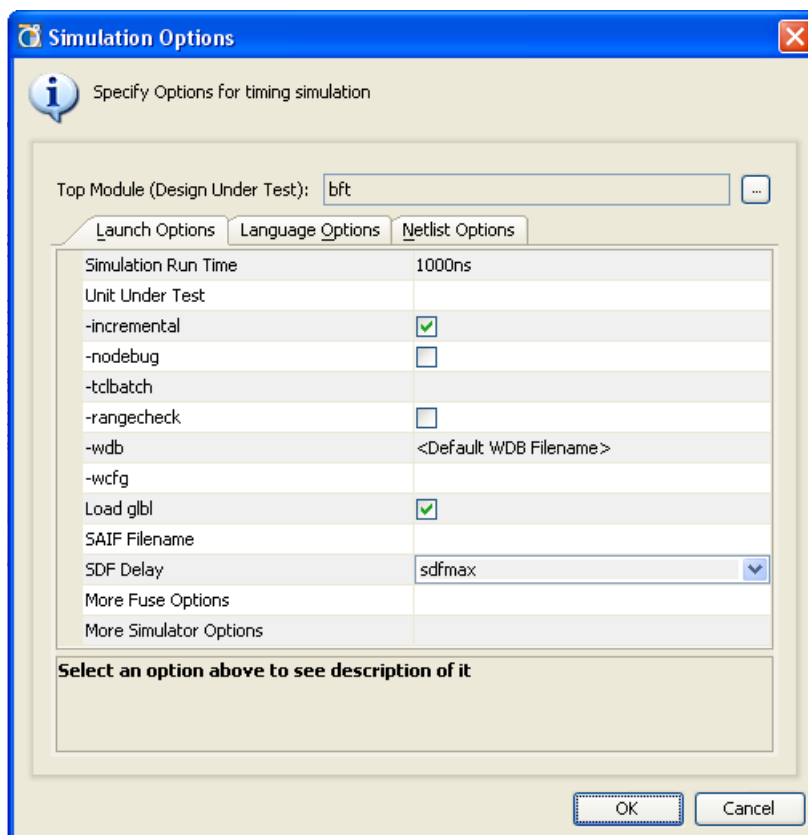 Simulation Options
Specify Options for timing simulation
Top Module (Design Under Test): bft ...
Launch Options Language Options Netlist Options
Simulation Run Time 1000ns
Unit Under Test
-incremental
-nodebug
-tclbatch
-rangecheck
-wdb <Default WDB Filename>
-wcfg
Load glbl
SAIF Filename
SDF Delay sdfmax
More Fuse Options
More Simulator Options
Select an option above to see description of it
OK Cancel